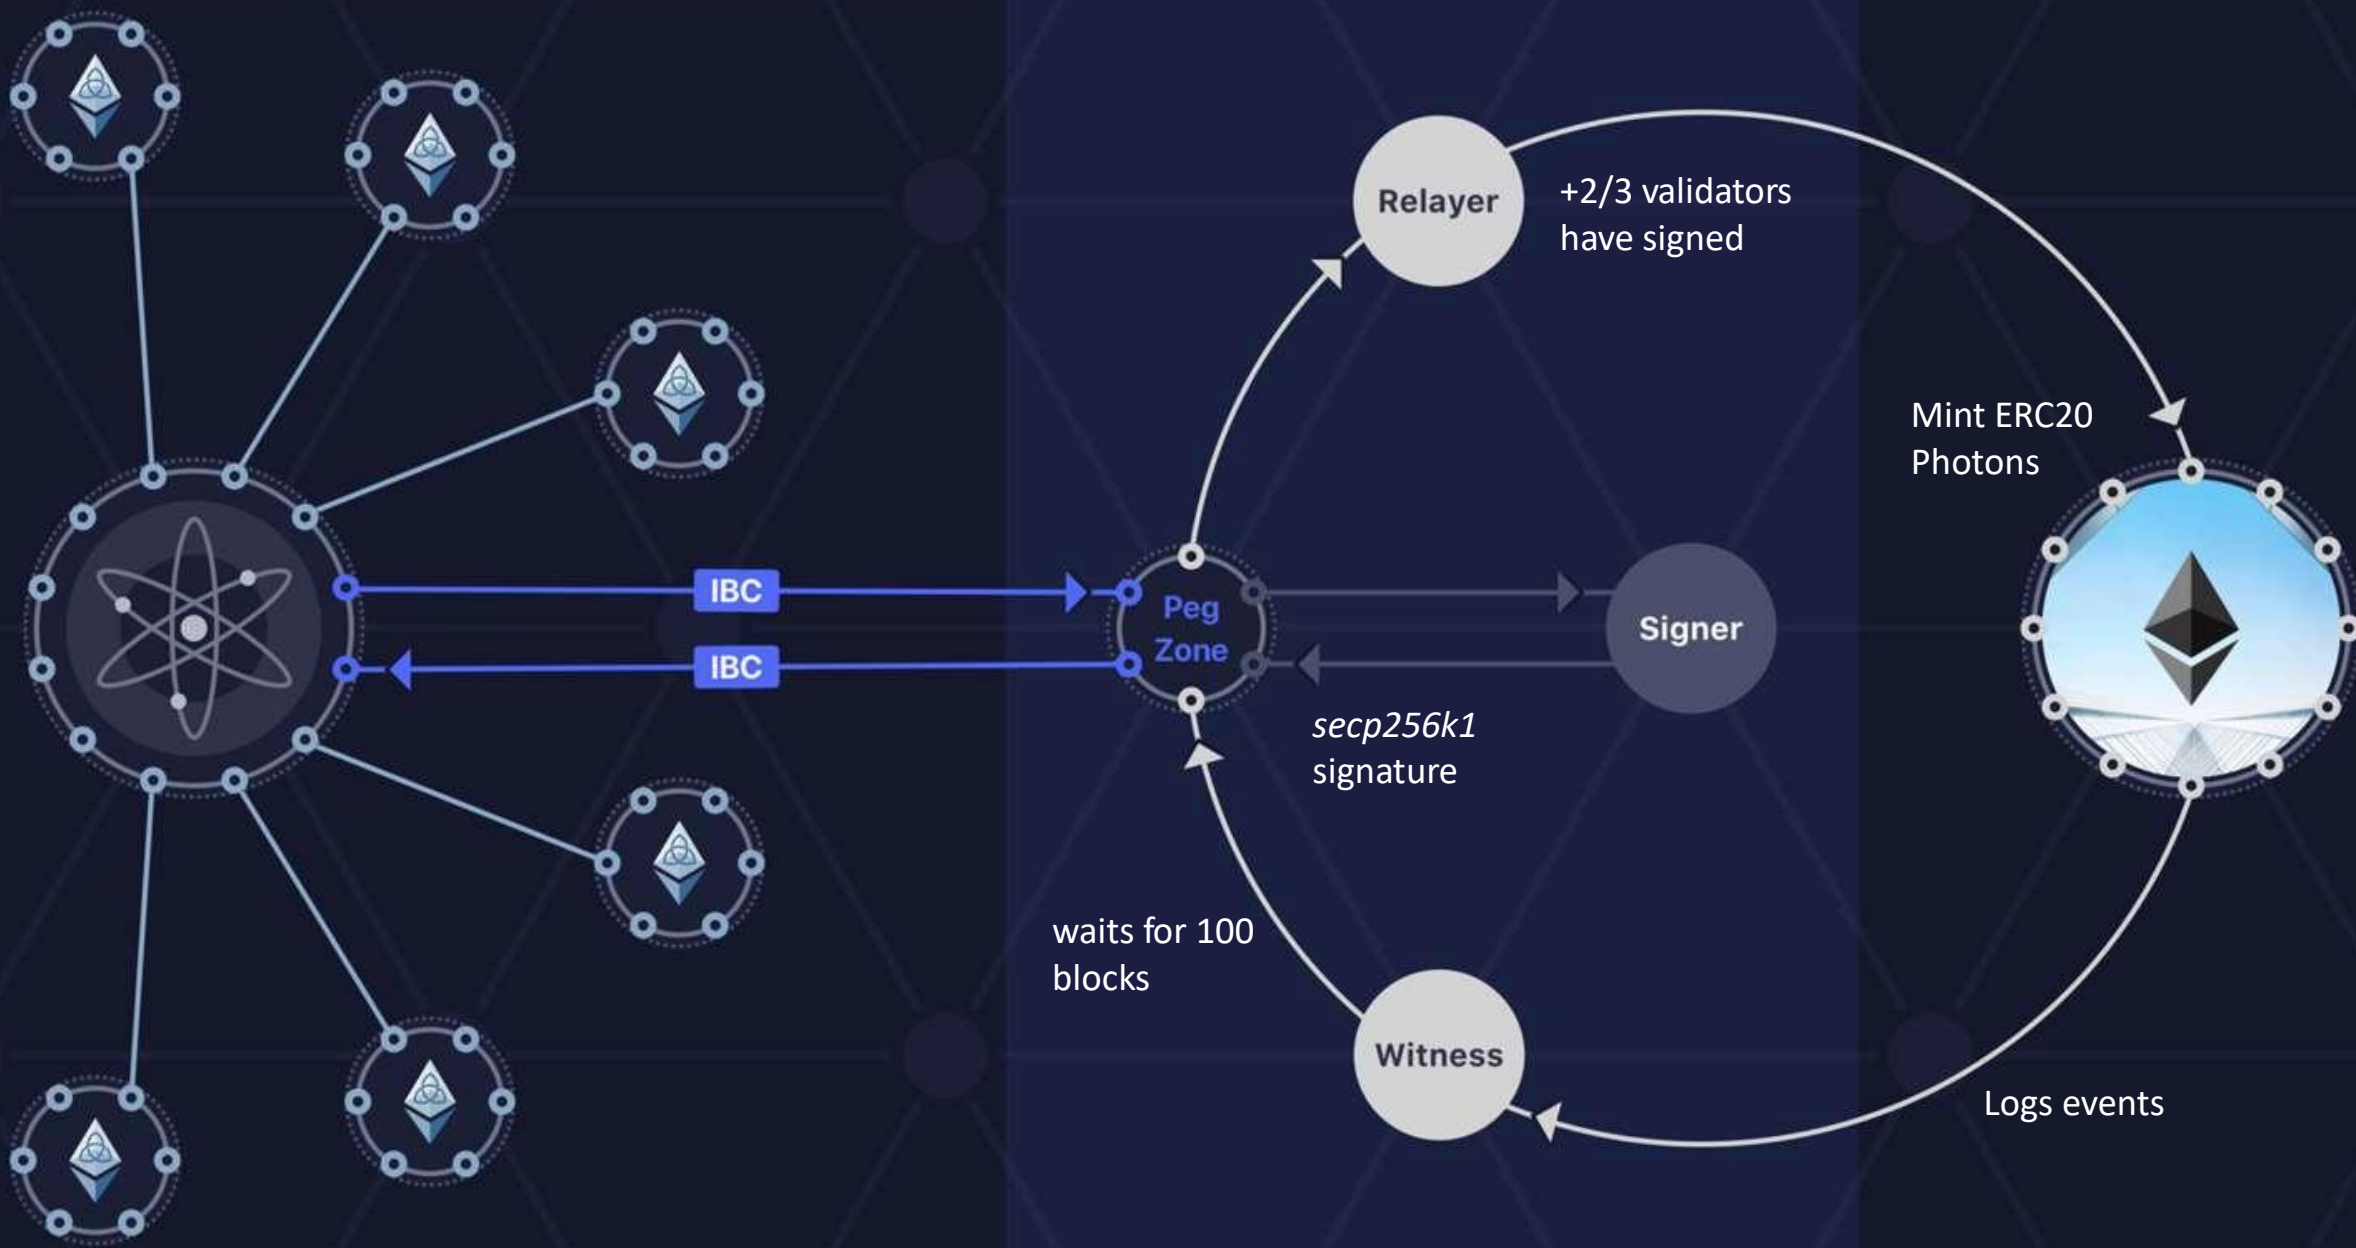 Relayer
+2/3 validators
have signed
Mint ERC20
Photons
IBC
IBC
Peg
Zone
Signer
secp256k1
signature
waits for 100
blocks
Witness
Logs events